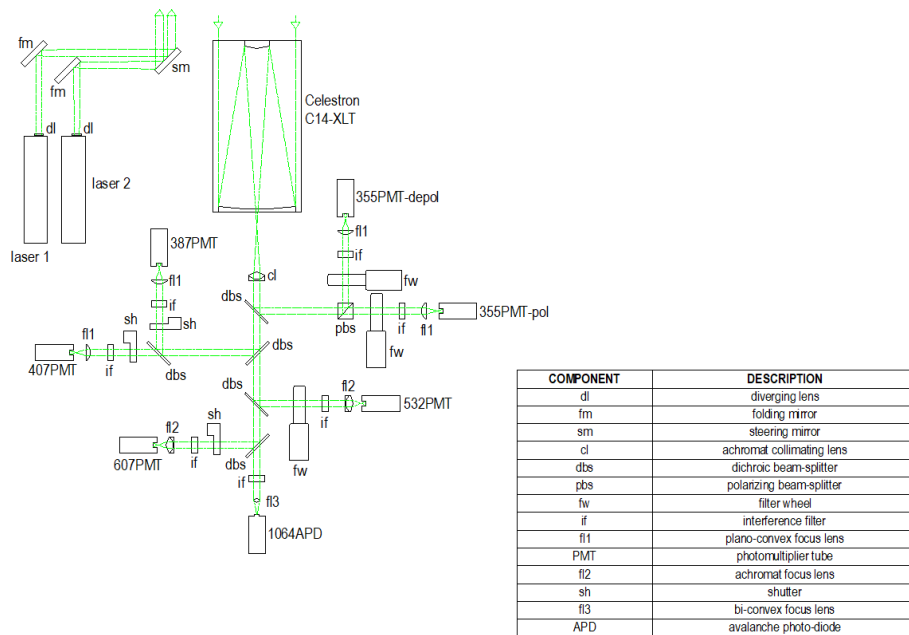 fm
sm
fm
dl
dl
laser 2
laser 1
Celestron
C14-XLT
355PMT-depol
fl1
if
fw
387PMT
fl1
if
sh
sh
cl
dbs
pbs
fw
if
fl1
355PMT-pol
fl1
407PMT
if
dbs
dbs
dbs
fl2
532PMT
if
fw
sh
fl2
607PMT
if
dbs
if
fl3
1064APD
COMPONENT DESCRIPTION
dl diverging lens
fm folding mirror
sm steering mirror
cl achromat collimating lens
dbs dichroic beam-splitter
pbs polarizing beam-splitter
fw filter wheel
if interference filter
fl1 plano-convex focus lens
PMT photomultiplier tube
fl2 achromat focus lens
sh shutter
fl3 bi-convex focus lens
APD avalanche photo-diode